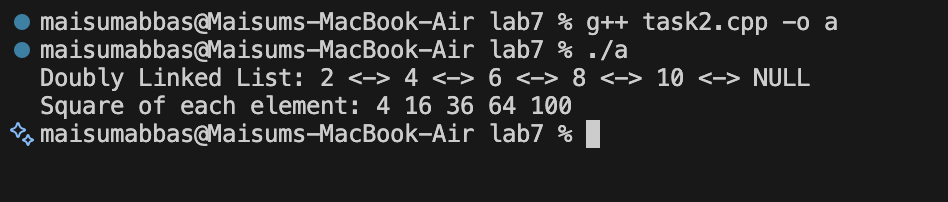 maisumabbas@Maisums-MacBook-Air lab7 % g++ task2.cpp -o a
maisumabbas@Maisums-MacBook-Air lab7 % ./a
Doubly Linked List: 2 <-> 4 <-> 6 <-> 8 <-> 10 <-> NULL
Square of each element: 4 16 36 64 100
maisumabbas@Maisums-MacBook-Air lab7 %